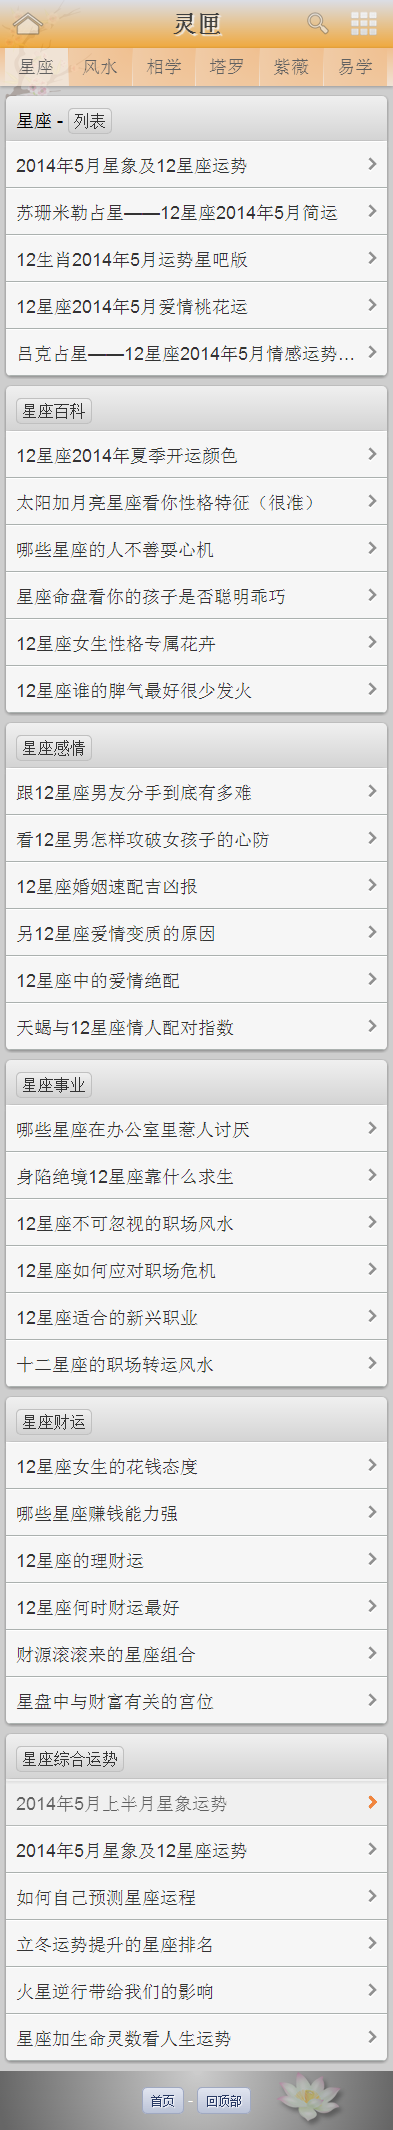 灵匣
星座 风水 相学 塔罗 紫薇 易学
星座 - 列表
2014年5月星象及12星座运势
苏珊米勒占星——12星座2014年5月简运
12生肖2014年5月运势星吧版
12星座2014年5月爱情桃花运
吕克占星——12星座2014年5月情感运势...
星座百科
12星座2014年夏季开运颜色
太阳加月亮星座看你性格特征（很准）
哪些星座的人不善耍心机
星座命盘看你的孩子是否聪明乖巧
12星座女生性格专属花卉
12星座谁的脾气最好很少发火
星座感情
跟12星座男友分手到底有多难
看12星男怎样攻破女孩子的心防
12星座婚姻速配吉凶报
另12星座爱情变质的原因
12星座中的爱情绝配
天蝎与12星座情人配对指数
星座事业
哪些星座在办公室里惹人讨厌
身陷绝境12星座靠什么求生
12星座不可忽视的职场风水
12星座如何应对职场危机
12星座适合的新兴职业
十二星座的职场转运风水
星座财运
12星座女生的花钱态度
哪些星座赚钱能力强
12星座的理财运
12星座何时财运最好
财源滚滚来的星座组合
星盘中与财富有关的宫位
星座综合运势
2014年5月上半月星象运势
2014年5月星象及12星座运势
如何自己预测星座运程
立冬运势提升的星座排名
火星逆行带给我们的影响
星座加生命灵数看人生运势
首页 - 回顶部